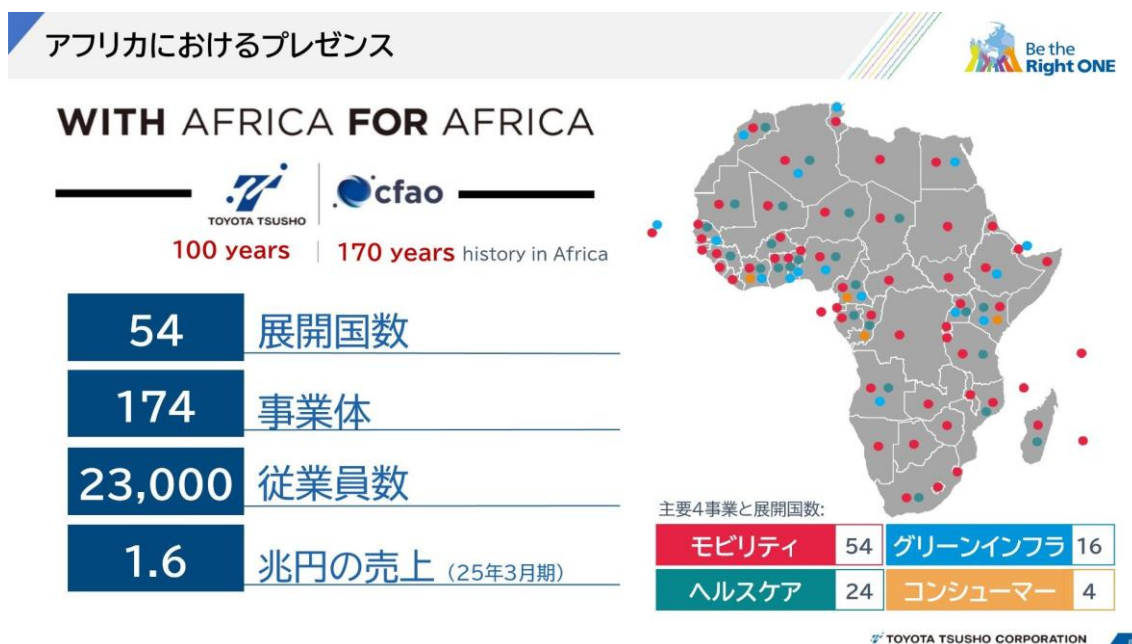 アフリカにおけるプレゼンス
Be the
Right ONE
WITH AFRICA FOR AFRICA
TOYOTA TSUSHO
cfao
100 years | 170 years history in Africa
54 展開国数
174 事業体
23,000 従業員数
1.6 兆円の売上 (25年3月期)
主要4事業と展開国数:
モビリティ 54 グリーンインフラ 16
ヘルスケア 24 コンシューマー 4
TOYOTA TSUSHO CORPORATION